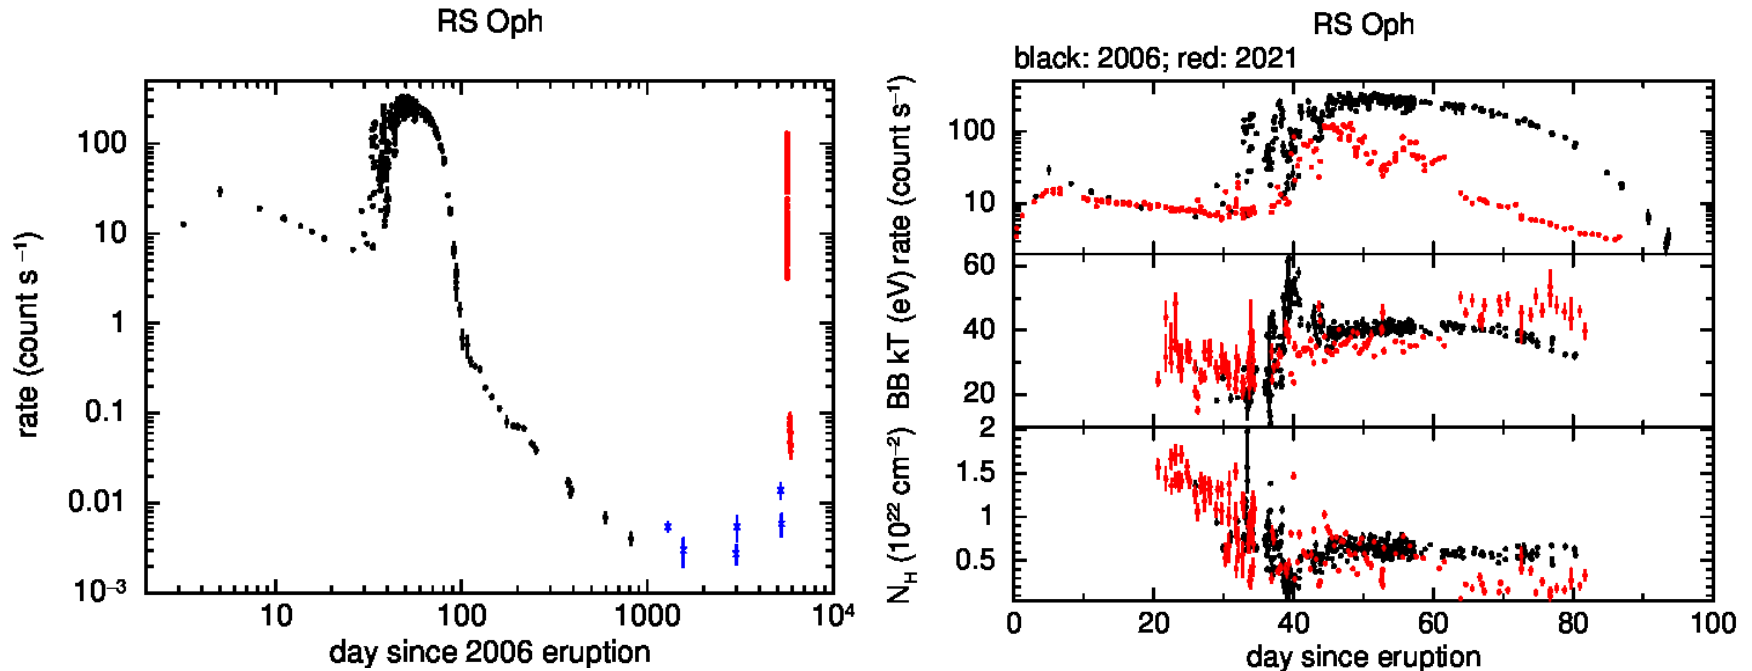 RS Oph
rate (count s⁻¹)
100
10
1
0.1
0.01
10⁻³
10
100
1000
10⁴
day since 2006 eruption
RS Oph
black: 2006; red: 2021
rate (count s⁻¹)
100
10
BB kT (eV)
60
40
20
N_H (10²² cm⁻²)
2
1.5
1
0.5
0
20
40
60
80
100
day since eruption